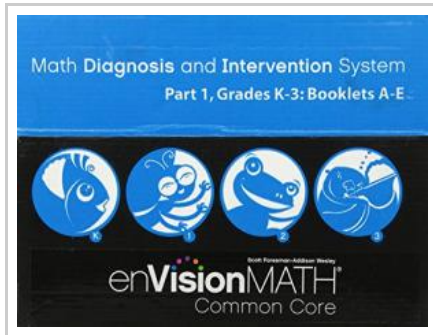 Math Diagnosis and Intervention System
Part 1, Grades K-3: Booklets A-E
K 1 2 3
Scott Foresman-Addison Wesley
enVisionMATH®
Common Core